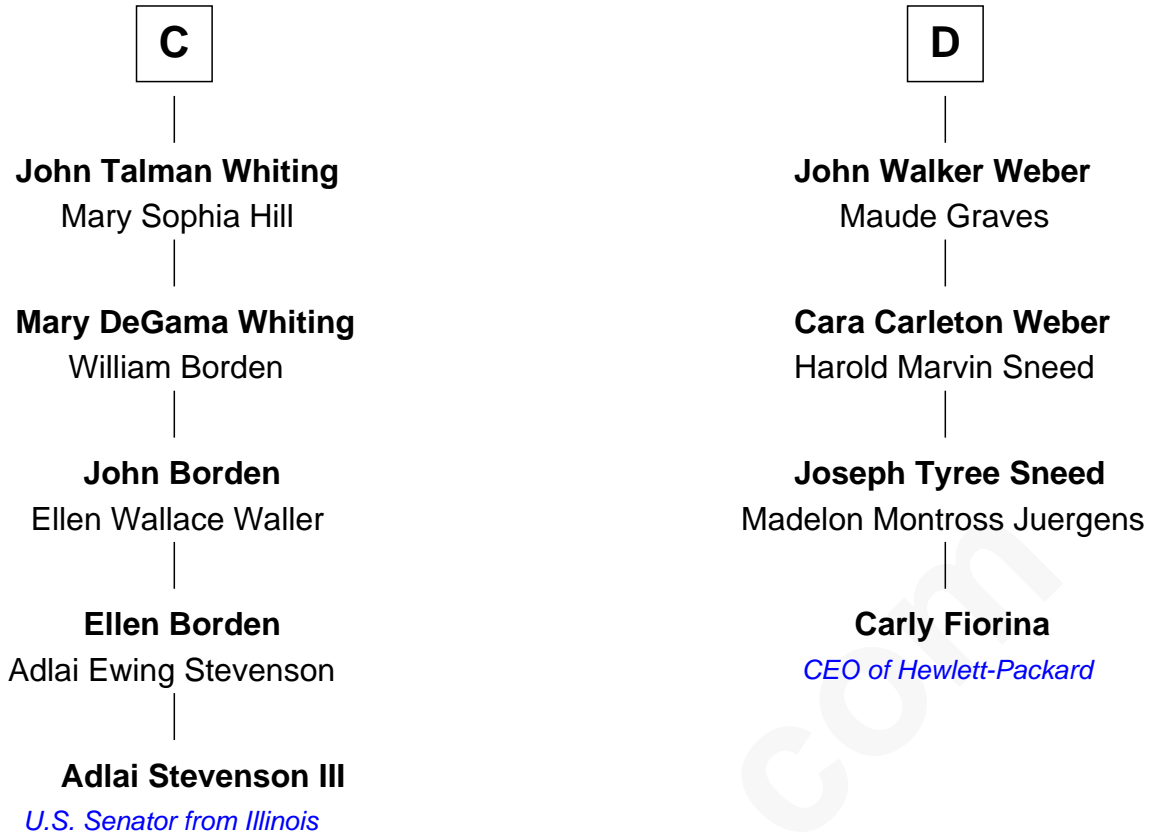 C
John Talman Whiting
Mary Sophia Hill
Mary DeGama Whiting
William Borden
John Borden
Ellen Wallace Waller
Ellen Borden
Adlai Ewing Stevenson
Adlai Stevenson III
U.S. Senator from Illinois
D
John Walker Weber
Maude Graves
Cara Carleton Weber
Harold Marvin Sneed
Joseph Tyree Sneed
Madelon Montross Juergens
Carly Fiorina
CEO of Hewlett-Packard
com